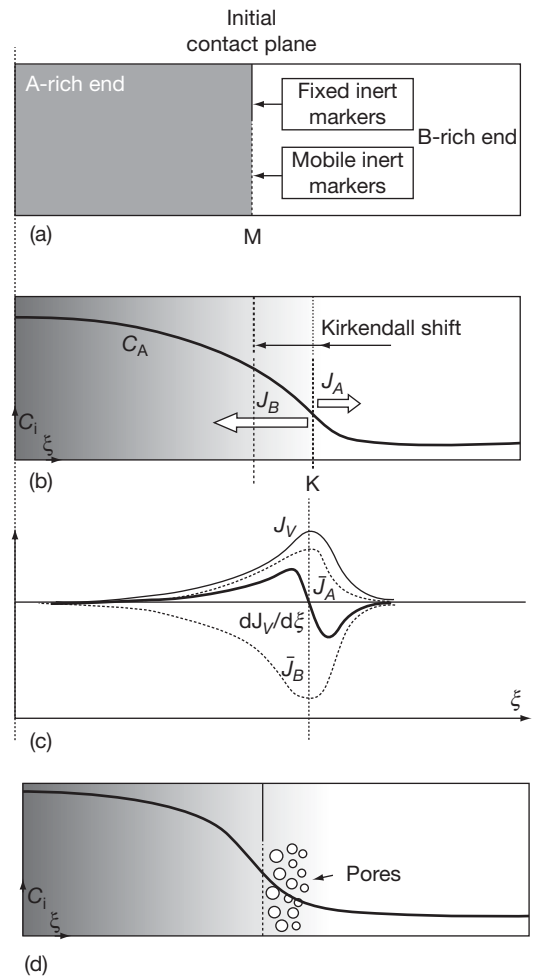 Initial
contact plane
A-rich end
Fixed inert
markers
B-rich end
Mobile inert
markers
(a)
M
Kirkendall shift
C_A
J_A
J_B
C_i
ξ
(b)
K
J_V
J̄_A
dJ_V/dξ
J̄_B
ξ
(c)
Pores
C_i
ξ
(d)